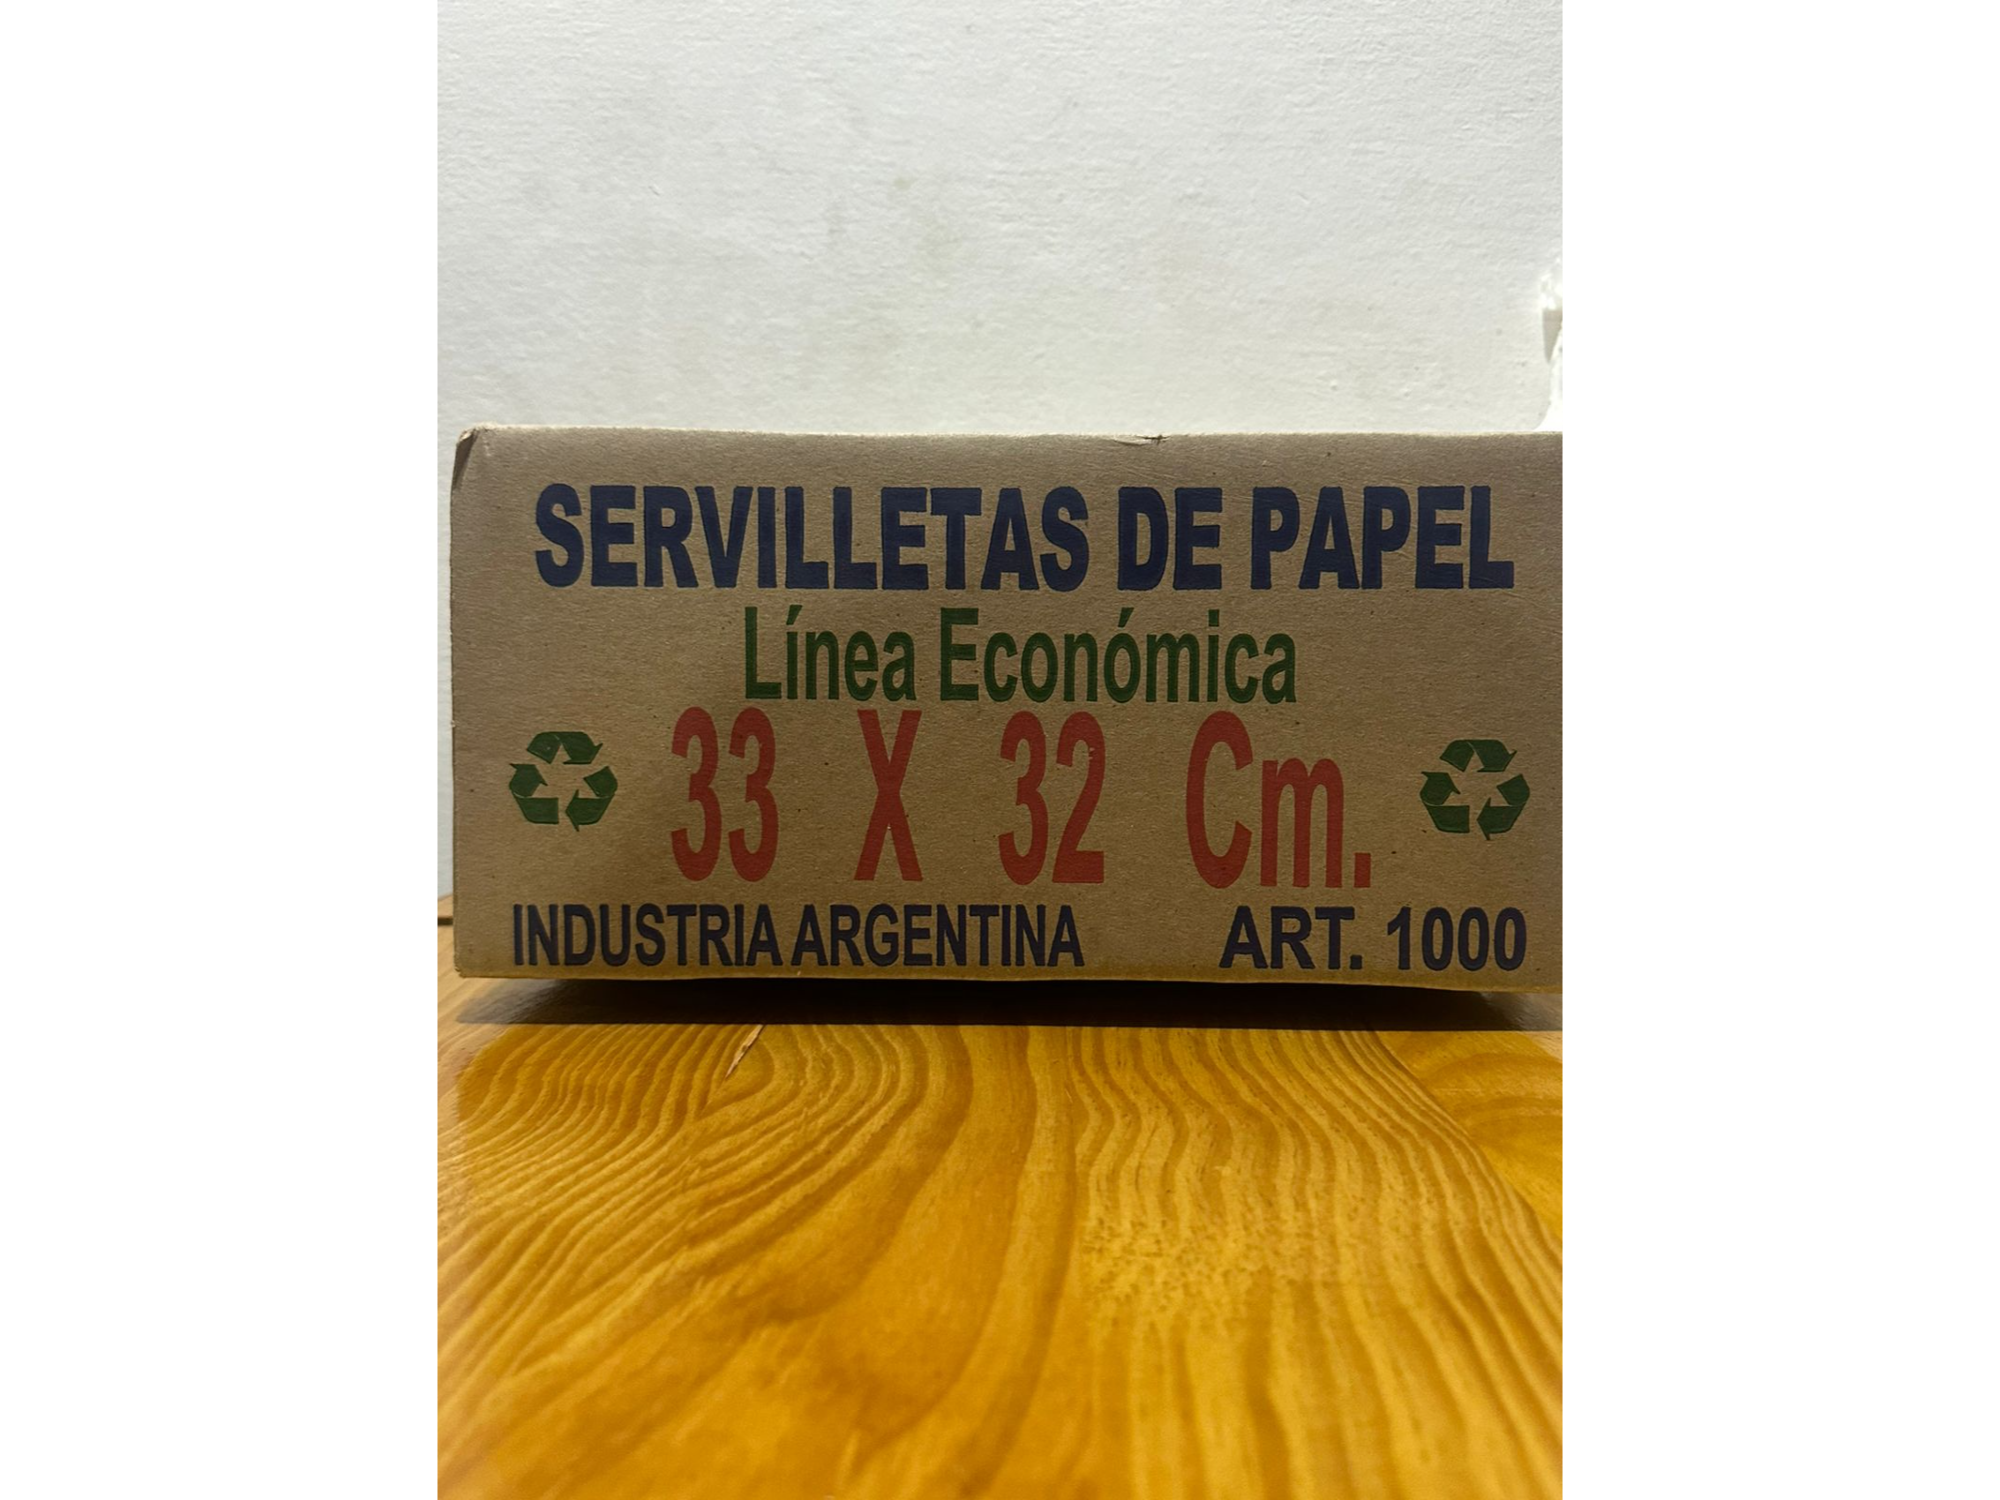 SERVILLETAS DE PAPEL
Línea Económica
33 X 32 Cm.
INDUSTRIA ARGENTINA ART. 1000